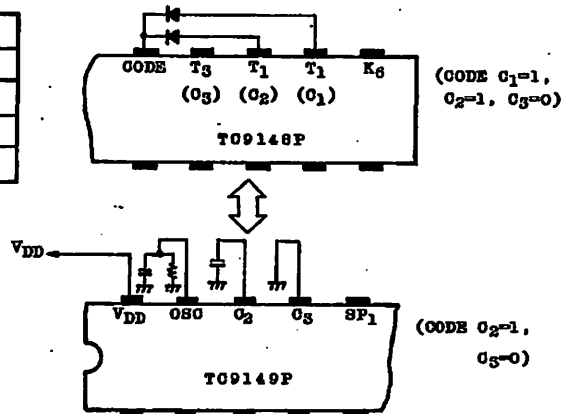 CODE T3 T1 T1 K6
(C3) (C2) (C1)
(CODE C1=1,
C2=1, C3=0)
TC9148P
VDD
VDD OSC C2 C3 SP1
(CODE C2=1,
C3=0)
TC9149P